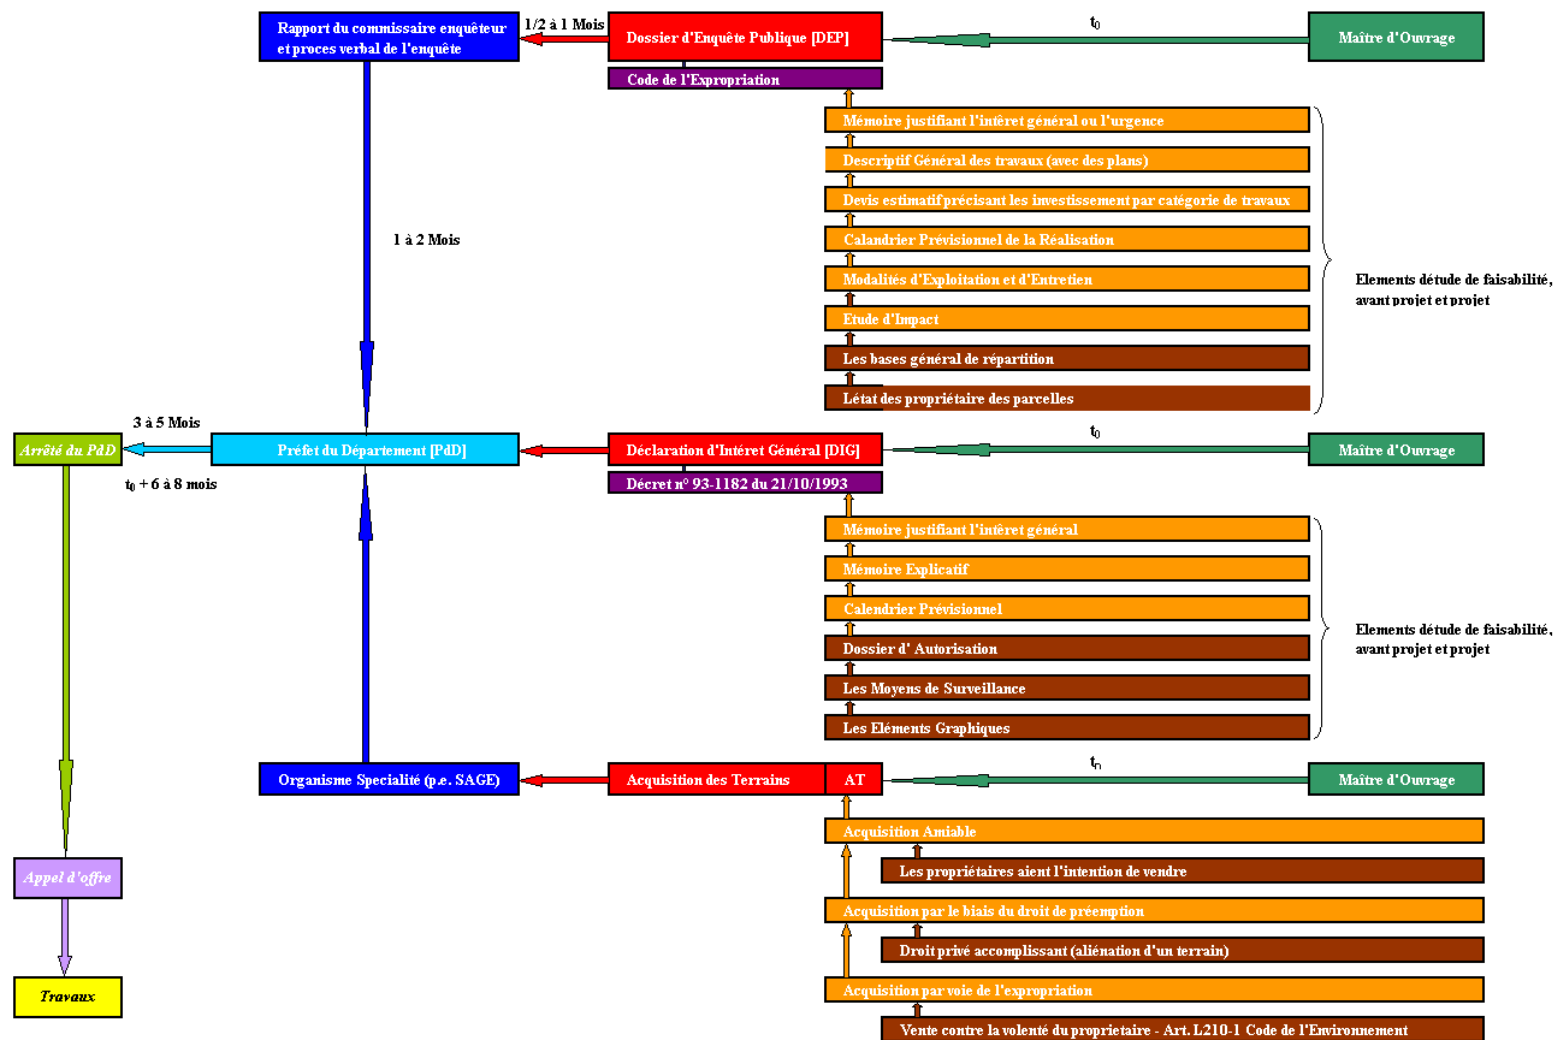 Rapport du commissaire enquêteur
et proces verbal de l'enquête
1/2 à 1 Mois
Dossier d'Enquête Publique [DEP]
t0
Maître d'Ouvrage
Code de l'Expropriation
Mémoire justifiant l'intêret général ou l'urgence
Descriptif Général des travaux (avec des plans)
Devis estimatif précisant les investissement par catégorie de travaux
1 à 2 Mois
Calandrier Prévisionnel de la Réalisation
Modalités d'Exploitation et d'Entretien
Elements détude de faisabilité,
avant projet et projet
Etude d'Impact
Les bases général de répartition
Létat des propriétaire des parcelles
3 à 5 Mois
t0
Arrêté du PdD
Préfet du Département [PdD]
Déclaration d'Intéret Général [DIG]
Maître d'Ouvrage
t0 + 6 à 8 mois
Décret n° 93-1182 du 21/10/1993
Mémoire justifiant l'intêret général
Mémoire Explicatif
Calendrier Prévisionnel
Elements détude de faisabilité,
avant projet et projet
Dossier d' Autorisation
Les Moyens de Surveillance
Les Eléments Graphiques
t0
Organisme Specialité (p.e. SAGE)
Acquisition des Terrains
AT
Maître d'Ouvrage
Acquisition Amiable
Appel d'offre
Les propriétaires aient l'intention de vendre
Acquisition par le biais du droit de préemption
Droit privé accomplissant (aliénation d'un terrain)
Travaux
Acquisition par voie de l'expropriation
Vente contre la volenté du proprietaire - Art. L210-1 Code de l'Environnement